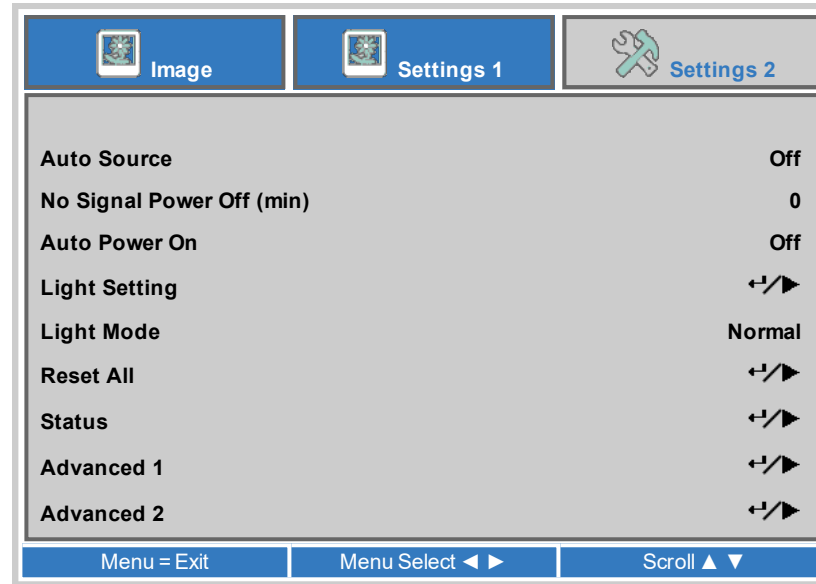 Image Settings 1 Settings 2
Auto Source Off
No Signal Power Off (min) 0
Auto Power On Off
Light Setting ↵/▶
Light Mode Normal
Reset All ↵/▶
Status ↵/▶
Advanced 1 ↵/▶
Advanced 2 ↵/▶
Menu = Exit Menu Select ◄ ► Scroll ▲ ▼